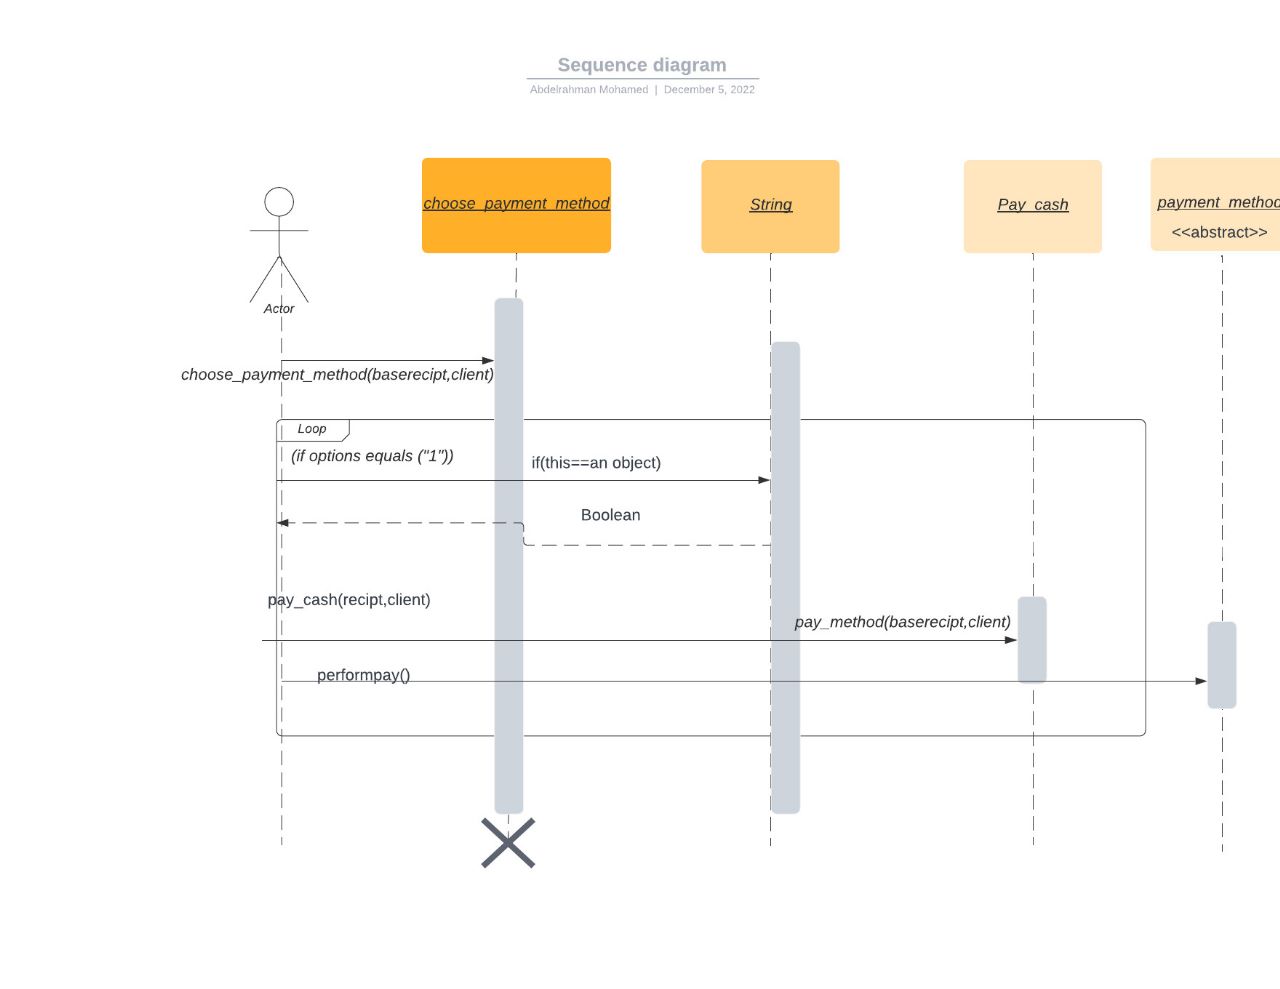 Sequence diagram
Abdelrahman Mohamed | December 5, 2022
choose_payment_method
String
Pay_cash
payment_method
<<abstract>>
Actor
choose_payment_method(baserecipt,client)
Loop
(if options equals ("1"))
if(this==an object)
Boolean
pay_cash(recipt,client)
pay_method(baserecipt,client)
performpay()